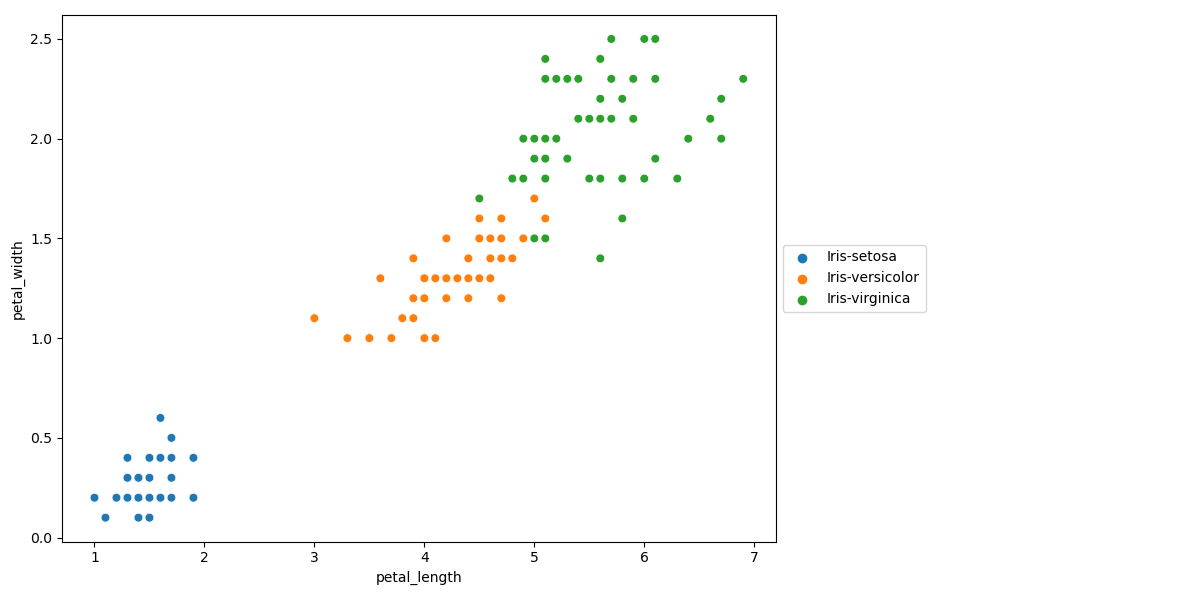 2.5
2.0
1.5
1.0
0.5
0.0
petal_width
1 2 3 4 5 6 7
petal_length
Iris-setosa
Iris-versicolor
Iris-virginica